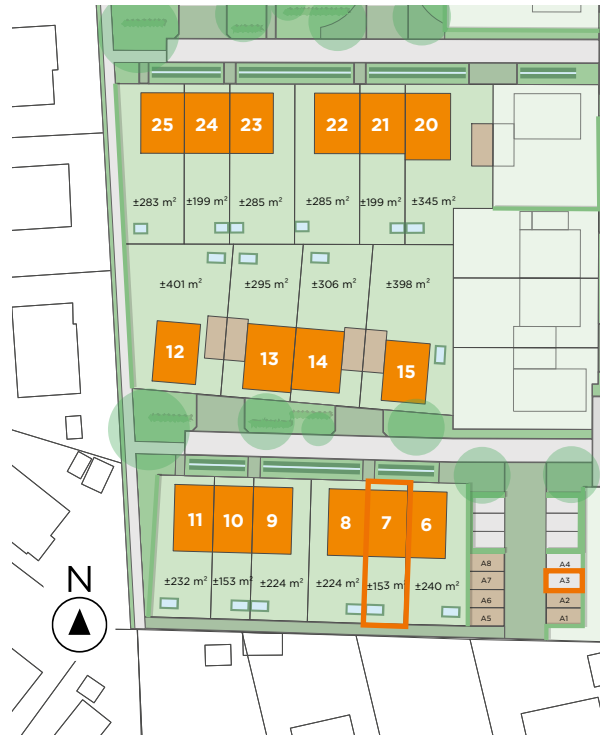 25 24 23 22 21 20
±283 m² ±199 m² ±285 m² ±285 m² ±199 m² ±345 m²
±401 m² ±295 m² ±306 m² ±398 m²
12 13 14 15
11 10 9 8 7 6
±232 m² ±153 m² ±224 m² ±224 m² ±153 m² ±240 m²
A8 A4
A7 A3
A6 A2
A5 A1
N